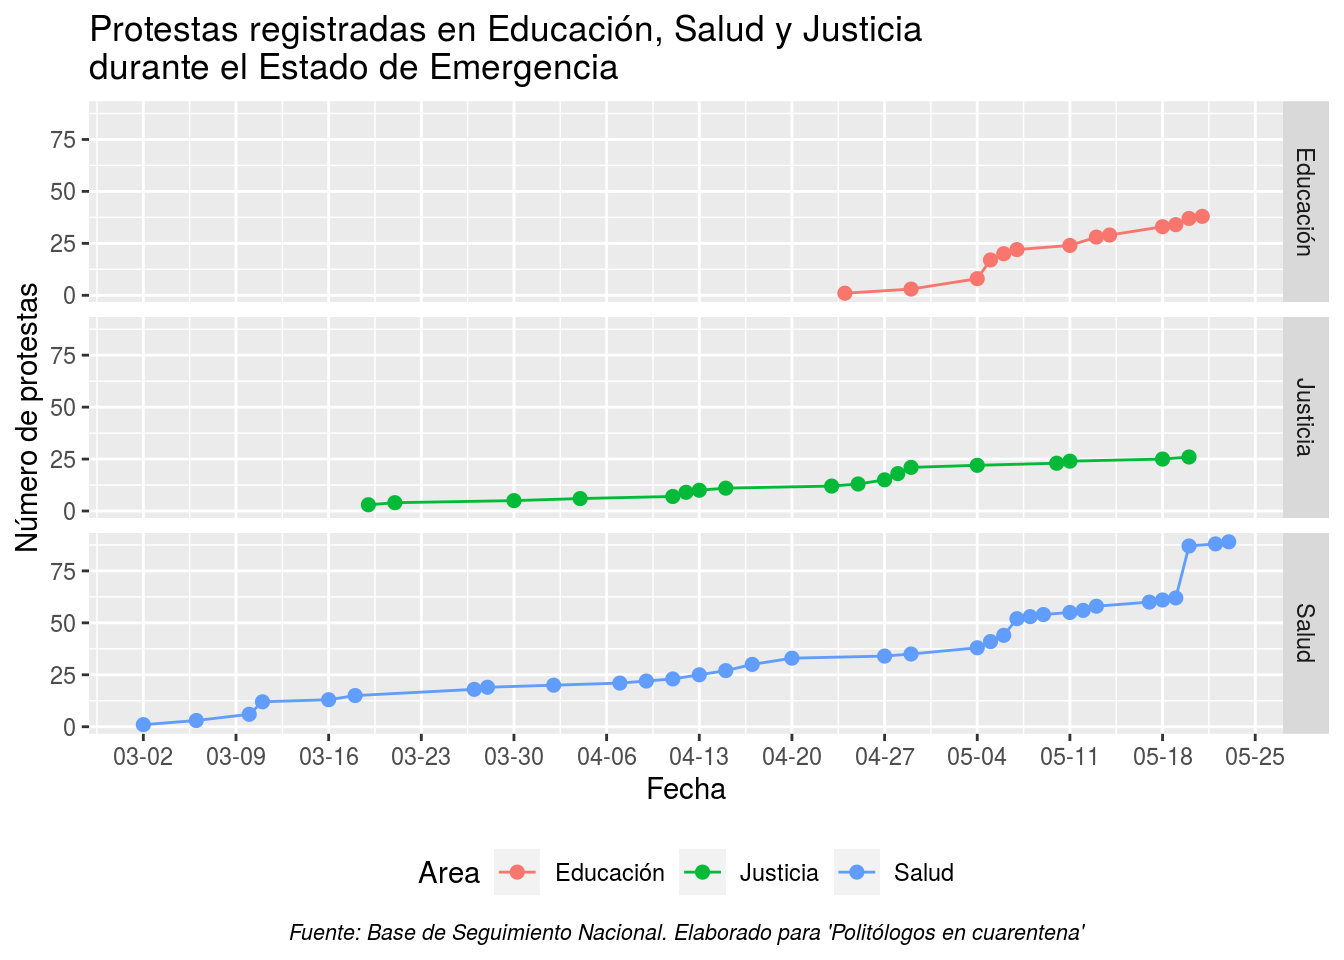 Protestas registradas en Educación, Salud y Justicia
durante el Estado de Emergencia
Número de protestas
75
50
25
0
Educación
75
50
25
0
Justicia
75
50
25
0
Salud
03-02 03-09 03-16 03-23 03-30 04-06 04-13 04-20 04-27 05-04 05-11 05-18 05-25
Fecha
Area Educación Justicia Salud
Fuente: Base de Seguimiento Nacional. Elaborado para 'Politólogos en cuarentena'